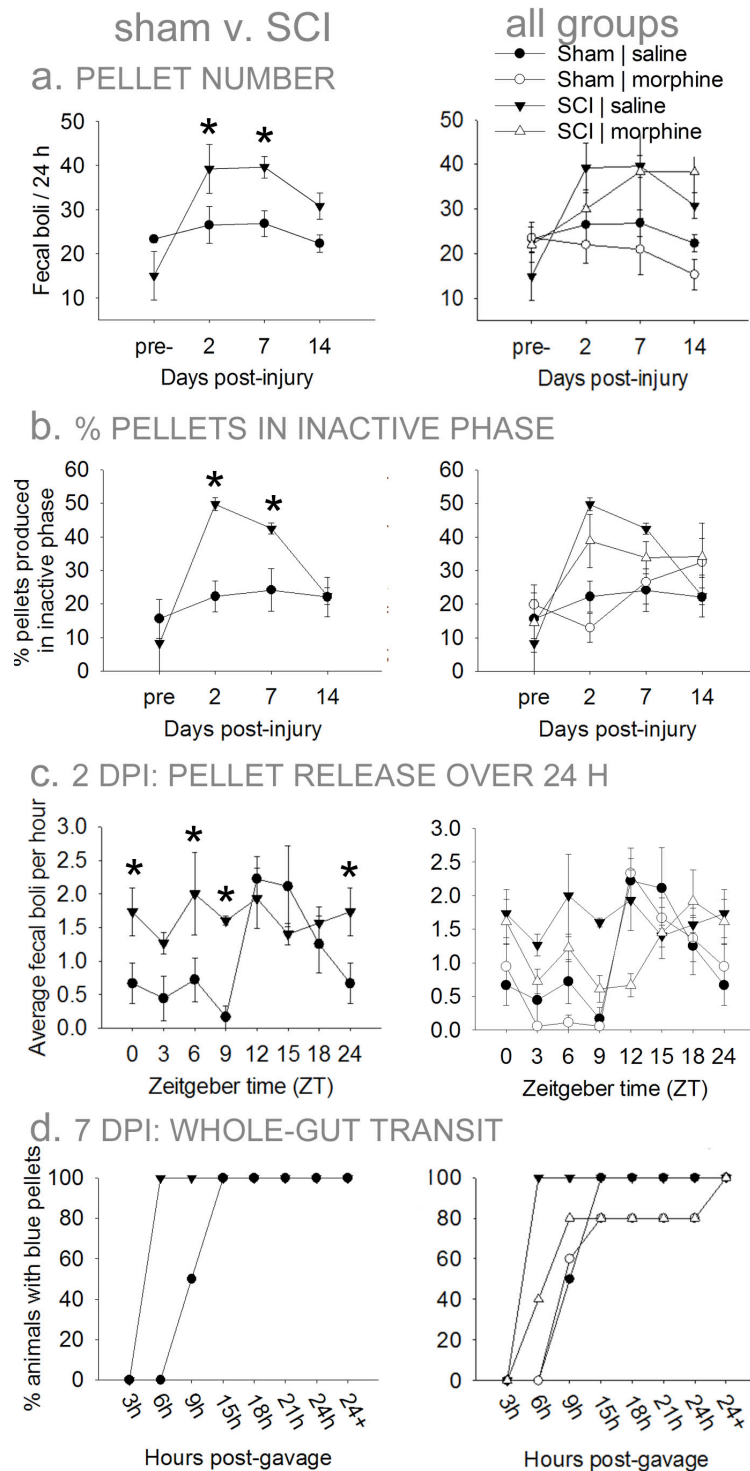 sham v. SCI
all groups
Sham | saline
Sham | morphine
SCI | saline
SCI | morphine
a. PELLET NUMBER
50
40
30
20
10
Fecal boli / 24 h
* *
pre- 2 7 14
Days post-injury
50
40
30
20
10
pre- 2 7 14
Days post-injury
b. % PELLETS IN INACTIVE PHASE
60
50
40
30
20
10
0
% pellets produced
in inactive phase
* *
pre 2 7 14
Days post-injury
60
50
40
30
20
10
0
pre 2 7 14
Days post-injury
c. 2 DPI: PELLET RELEASE OVER 24 H
3.0
2.5
2.0
1.5
1.0
0.5
0.0
Average fecal boli per hour
* * * *
0 3 6 9 12 15 18 24
Zeitgeber time (ZT)
3.0
2.5
2.0
1.5
1.0
0.5
0.0
0 3 6 9 12 15 18 24
Zeitgeber time (ZT)
d. 7 DPI: WHOLE-GUT TRANSIT
100
80
60
40
20
0
% animals with blue pellets
3h 6h 9h 15h 18h 21h 24h 24+
Hours post-gavage
100
80
60
40
20
0
3h 6h 9h 15h 18h 21h 24h 24+
Hours post-gavage